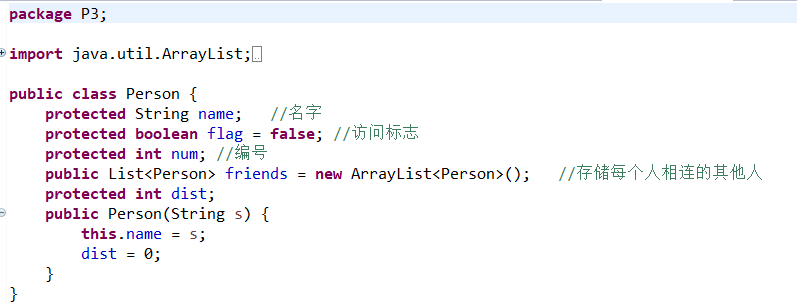 package P3;
import java.util.ArrayList;
public class Person {
protected String name;   //名字
protected boolean flag = false; //访问标志
protected int num; //编号
public List<Person> friends = new ArrayList<Person>();   //存储每个人相连的其他人
protected int dist;
public Person(String s) {
this.name = s;
dist = 0;
}
}